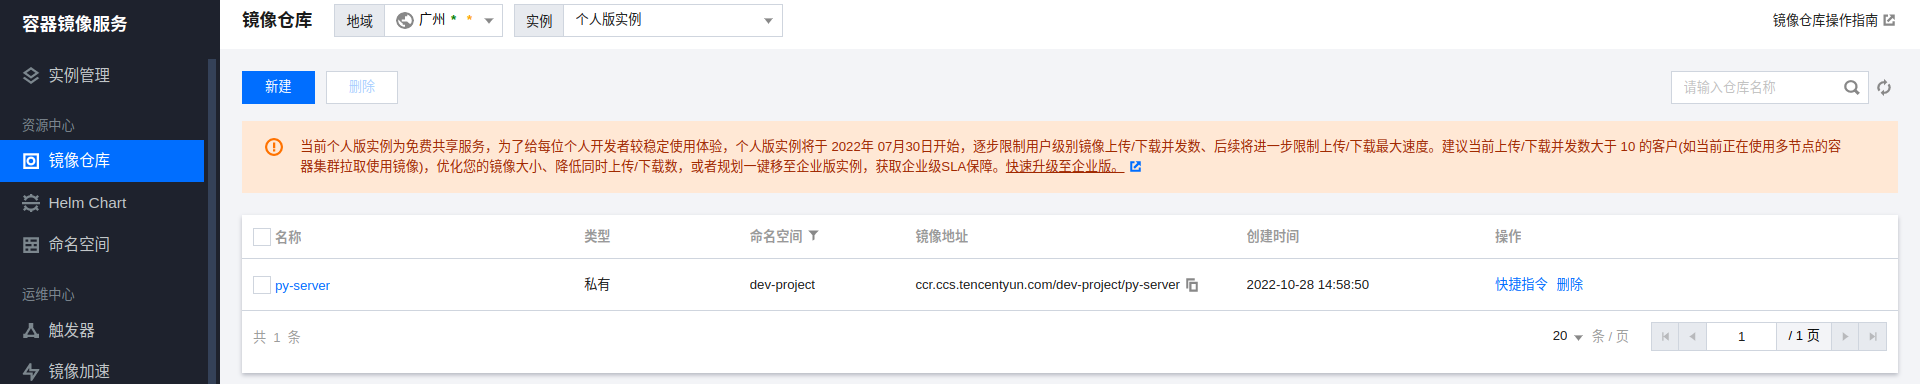 容器镜像服务
实例管理
资源中心
镜像仓库
Helm Chart
命名空间
运维中心
触发器
镜像加速
镜像仓库 地域 广州 * * 实例 个人版实例 镜像仓库操作指南
新建 删除 请输入仓库名称
当前个人版实例为免费共享服务，为了给每位个人开发者较稳定使用体验，个人版实例将于 2022年 07月30日开始，逐步限制用户级别镜像上传/下载并发数、后续将进一步限制上传/下载最大速度。建议当前上传/下载并发数大于 10 的客户(如当前正在使用多节点的容
器集群拉取使用镜像)，优化您的镜像大小、降低同时上传/下载数，或者规划一键移至企业版实例，获取企业级SLA保障。快速升级至企业版。
名称 类型 命名空间 镜像地址 创建时间 操作
py-server 私有 dev-project ccr.ccs.tencentyun.com/dev-project/py-server 2022-10-28 14:58:50 快捷指令 删除
共 1 条 20 条 / 页 1 / 1 页